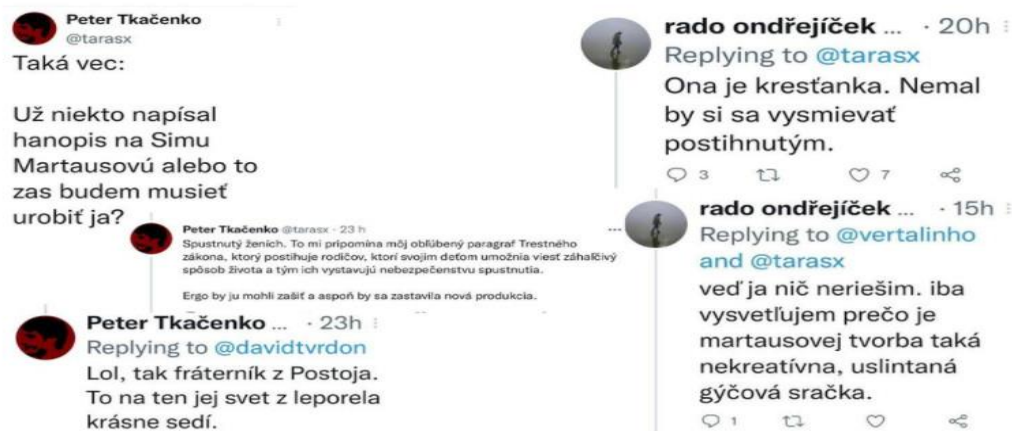 Peter Tkačenko
@tarasx
Taká vec:
Už niekto napísal
hanopis na Simu
Martausovú alebo to
zas budem musieť
urobiť ja?
Peter Tkačenko @tarasx · 23 h
Spustnutý ženích. To mi pripomína môj obľúbený paragraf Trestného
zákona, ktorý postihuje rodičov, ktorí svojim deťom umožnia viesť záhaľčivý
spôsob života a tým ich vystavujú nebezpečenstvu spustnutia.
Ergo by ju mohli zašiť a aspoň by sa zastavila nová produkcia.
Peter Tkačenko ... · 23h
Replying to @davidtvrdon
Lol, tak fráterník z Postoja.
To na ten jej svet z leporela
krásne sedí.
rado ondřejíček ... · 20h
Replying to @tarasx
Ona je kresťanka. Nemal
by si sa vysmievať
postihnutým.
3 7
rado ondřejíček ... · 15h
Replying to @vertalinho
and @tarasx
veď ja nič neriešim. iba
vysvetľujem prečo je
martausovej tvorba taká
nekreatívna, uslintaná
gýčová sračka.
1